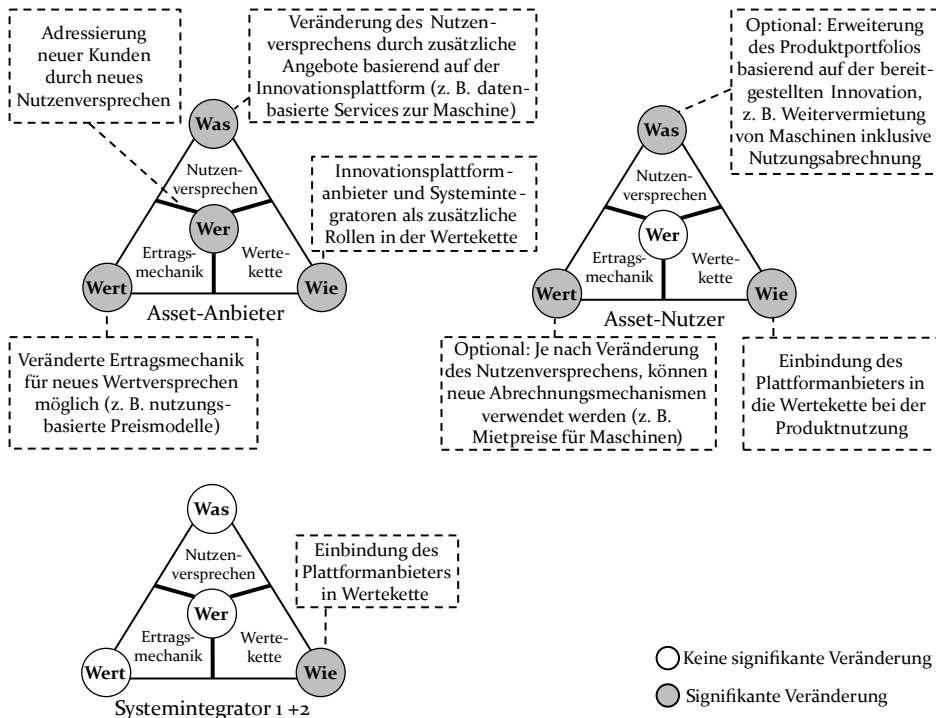 Adressierung
neuer Kunden
durch neues
Nutzenversprechen
Veränderung des Nutzen-
versprechens durch zusätzliche
Angebote basierend auf der
Innovationsplattform (z. B. daten-
basierte Services zur Maschine)
Was
Nutzen-
versprechen
Innovationsplattform-
anbieter und Systeminte-
gratoren als zusätzliche
Rollen in der Wertekette
Wer
Ertrags-
mechanik
Werte-
kette
Wert
Wie
Asset-Anbieter
Veränderte Ertragsmechanik
für neues Wertversprechen
möglich (z. B. nutzungs-
basierte Preismodelle)
Optional: Erweiterung
des Produktportfolios
basierend auf der bereit-
gestellten Innovation,
z. B. Weitervermietung
von Maschinen inklusive
Nutzungsabrechnung
Was
Nutzen-
versprechen
Wer
Ertrags-
mechanik
Werte-
kette
Wert
Wie
Asset-Nutzer
Optional: Je nach Veränderung
des Nutzenversprechens, können
neue Abrechnungsmechanismen
verwendet werden (z. B.
Mietpreise für Maschinen)
Einbindung des
Plattformanbieters in
die Wertekette bei der
Produktnutzung
Was
Nutzen-
versprechen
Einbindung des
Plattformanbieters
in Wertekette
Wer
Ertrags-
mechanik
Werte-
kette
Wert
Wie
Systemintegrator 1 +2
Keine signifikante Veränderung
Signifikante Veränderung